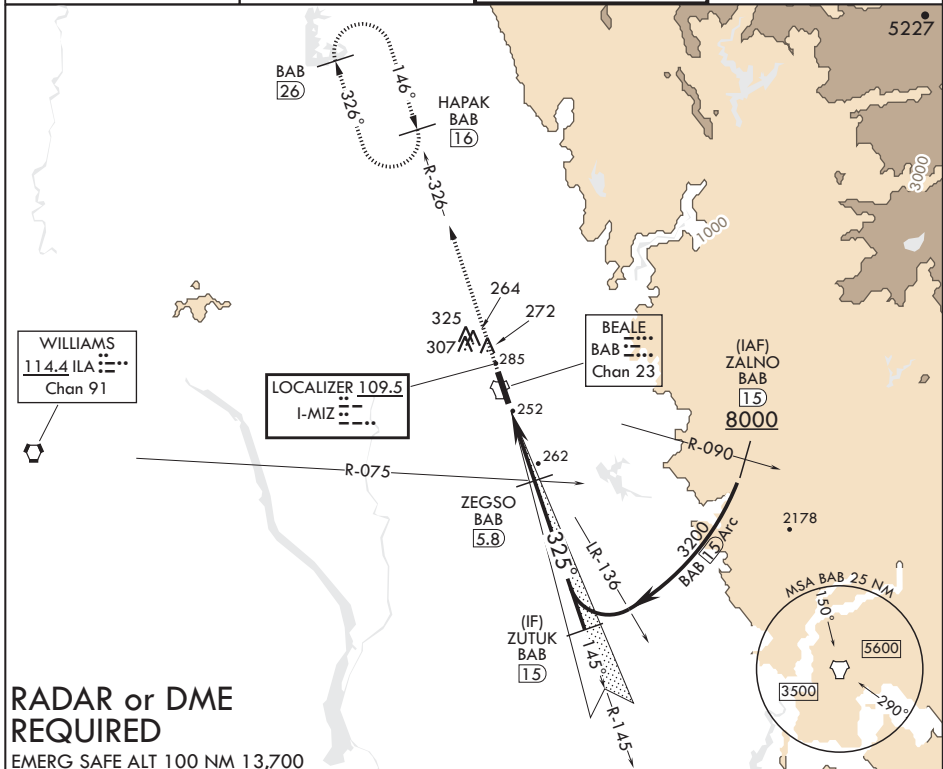 5227
BAB
26
146°
326°
HAPAK
BAB
16
R-326
3000
1000
264
272
325
307
285
WILLIAMS
114.4 ILA
Chan 91
LOCALIZER 109.5
I-MIZ
BEALE
BAB
Chan 23
(IAF)
ZALNO
BAB
15
8000
252
R-090
262
R-075
ZEGSO
BAB
5.8
2178
325°
LR-136
3200
BAB 15 Arc
MSA BAB 25 NM
150°
5600
3500
290°
(IF)
ZUTUK
BAB
15
145°
R-145
RADAR or DME
REQUIRED
EMERG SAFE ALT 100 NM 13,700